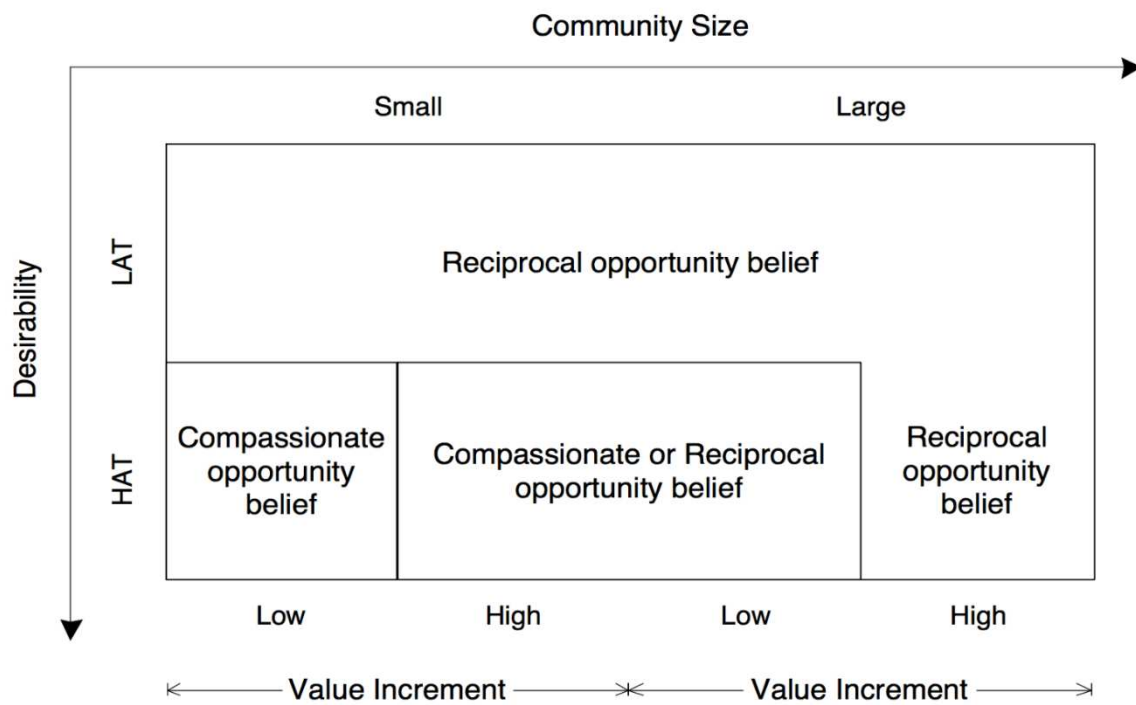 Community Size
Small Large
Desirability
LAT
Reciprocal opportunity belief
HAT
Compassionate
opportunity
belief
Compassionate or Reciprocal
opportunity belief
Reciprocal
opportunity
belief
Low High Low High
Value Increment Value Increment